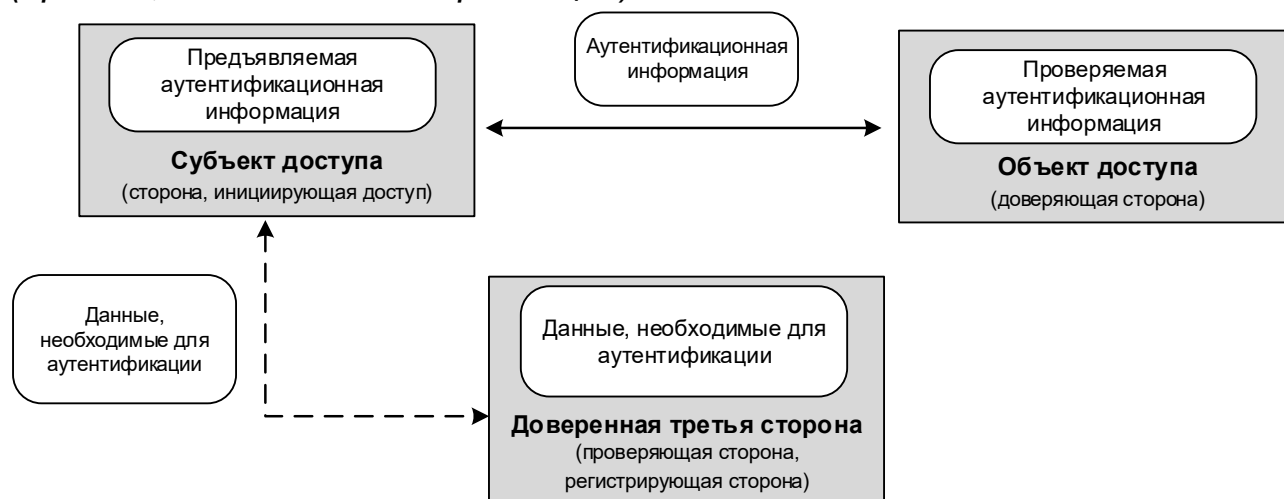 Предъявляемая
аутентификационная
информация
Субъект доступа
(сторона, инициирующая доступ)
Аутентификационная
информация
Проверяемая
аутентификационная
информация
Объект доступа
(доверяющая сторона)
Данные,
необходимые для
аутентификации
Данные, необходимые для
аутентификации
Доверенная третья сторона
(проверяющая сторона,
регистрирующая сторона)